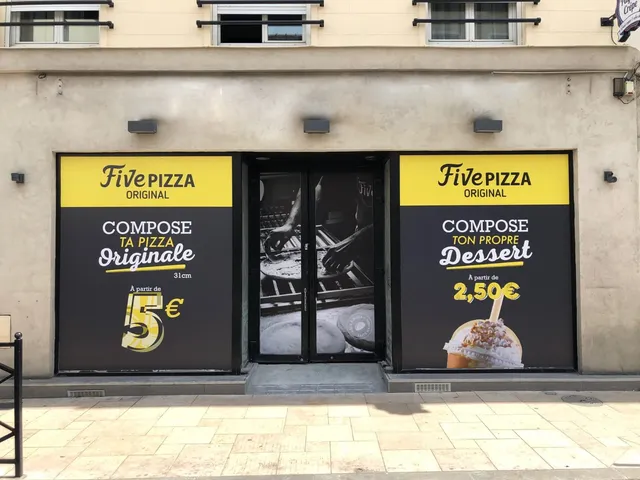 Five PIZZA
ORIGINAL
COMPOSE
TA PIZZA
Originale
31cm
À partir de
5€
Five PIZZA
ORIGINAL
COMPOSE
TON PROPRE
Dessert
À partir de
2,50€